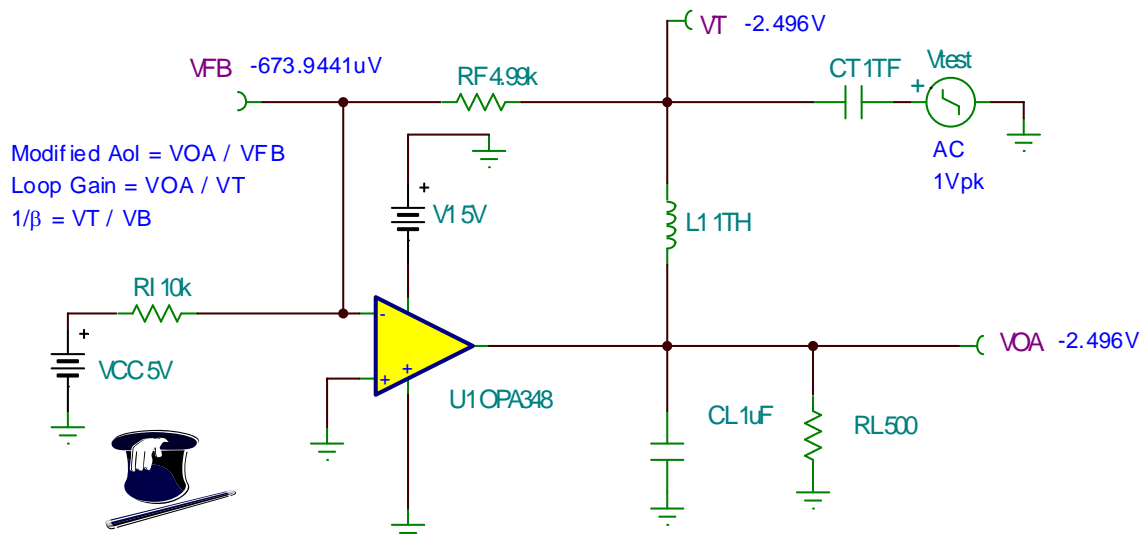 VT -2.496V
VFB -673.9441uV
RF 4.99k
CT 1TF
Vtest
+
AC
1Vpk
Modified Aol = VOA / VFB
Loop Gain = VOA / VT
1/β = VT / VB
+
V1 5V
L1 1TH
RI 10k
+
VCC 5V
-
+
+
U1 OPA348
VOA -2.496V
CL 1uF
RL 500